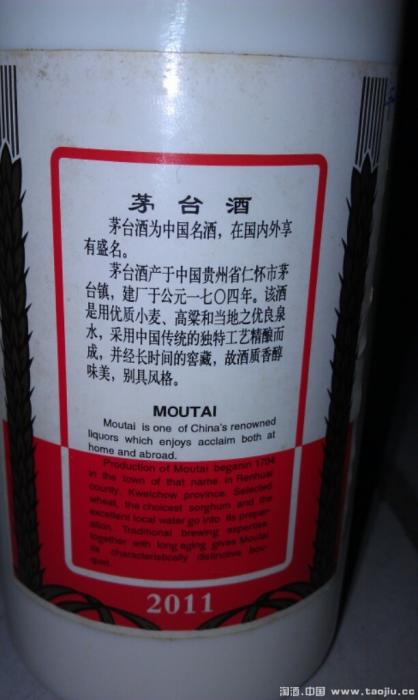 茅台酒
茅台酒为中国名酒，在国内外享
有盛名。
茅台酒产于中国贵州省仁怀市茅
台镇，建厂于公元一七〇四年。该酒
是用优质小麦、高粱和当地之优良泉
水，采用中国传统的独特工艺精酿而
成，并经长时间的窖藏，故酒质香醇
味美，别具风格。
MOUTAI
Moutai is one of China's renowned
liquors which enjoys acclaim both at
home and abroad.
Production of Moutai beganin 1704
in the town of that name in Renhuai
county, Kweichow province. Selected
wheat, the choicest sorghum and the
excellent local water go into its prepar-
ation. Traditional brewing expertise
together with long aging gives Moutai
its characteristically distinctive bou-
quet.
2011
淘酒.中国 www.taojiu.cc